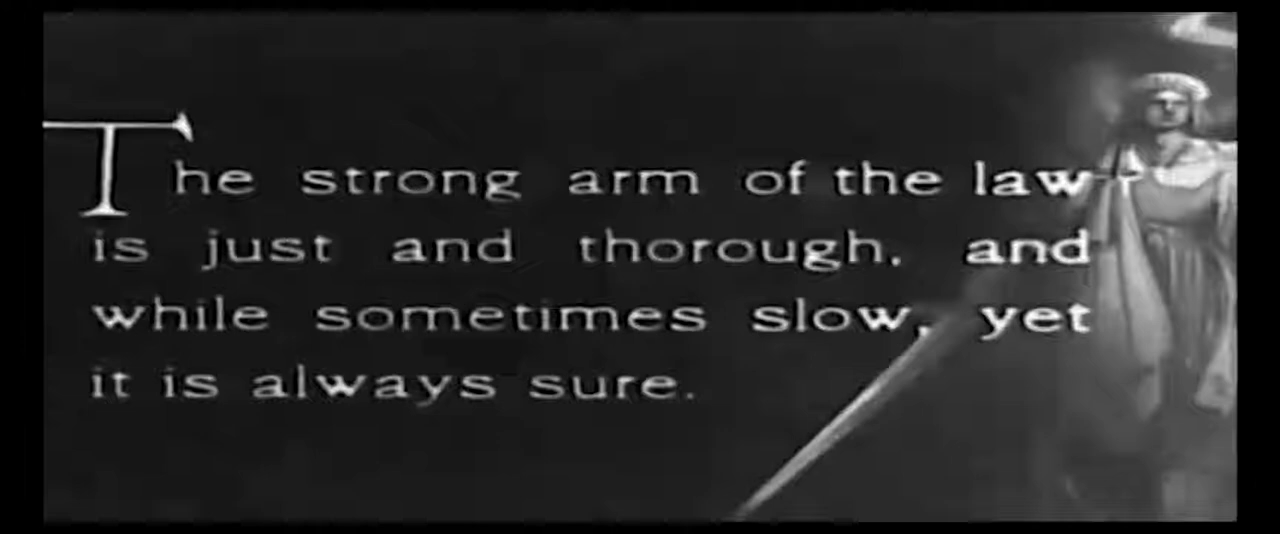 The strong arm of the law
is just and thorough, and
while sometimes slow, yet
it is always sure.